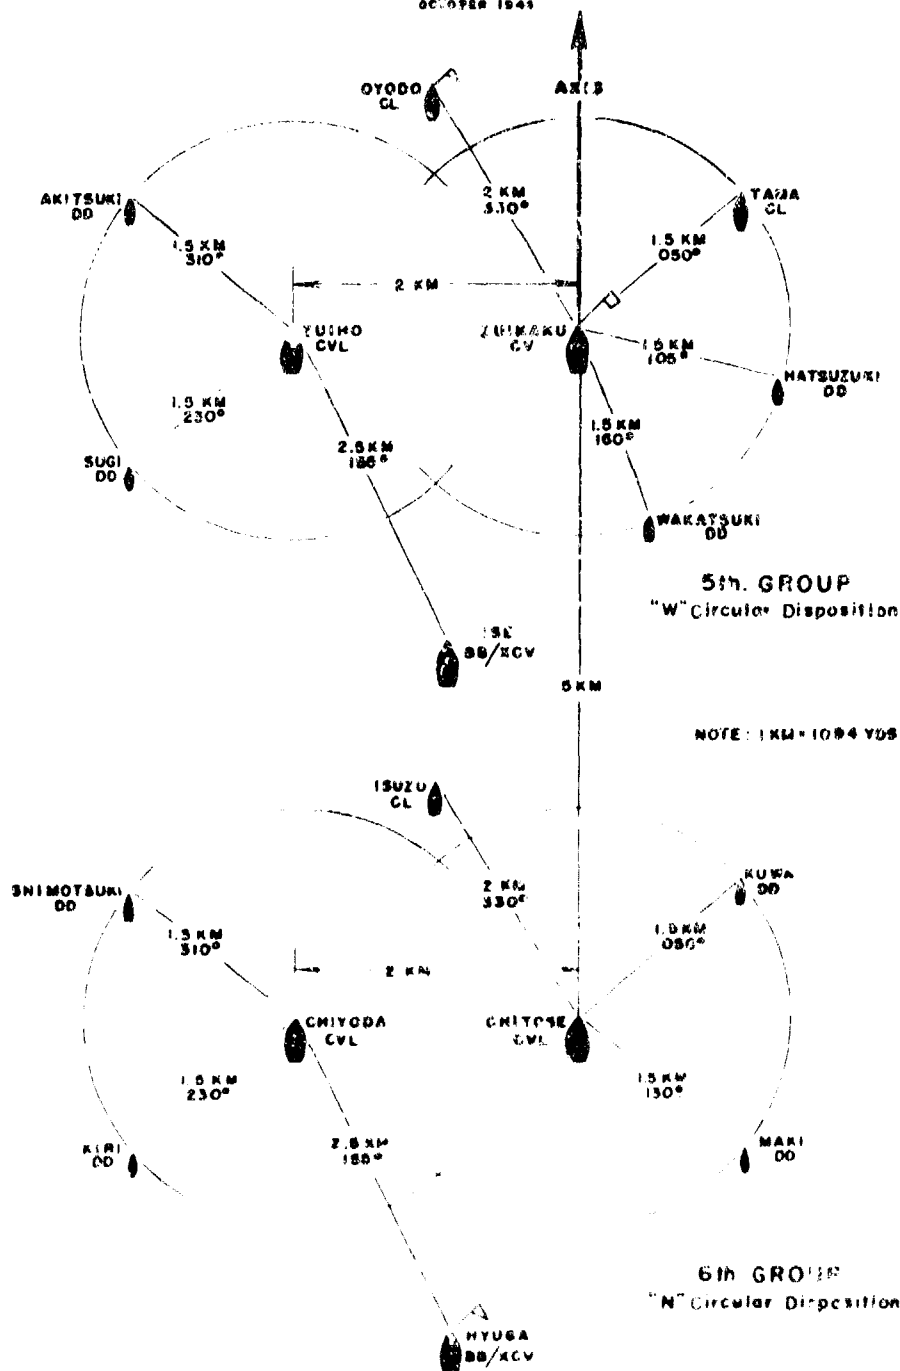 OCTOBER 1944
OYODO
CL
AXIS
AKITSUKI
DD
2 KM
330°
TAMA
CL
1.5 KM
310°
1.5 KM
050°
2 KM
ZUIHO
CVL
ZUIKAKU
CV
1.5 KM
105°
HATSUZUKI
DD
1.5 KM
230°
1.5 KM
160°
2.5 KM
SUGI
DD
WAKATSUKI
DD
5th. GROUP
"W" Circular Disposition
ISE
BB/XCV
5 KM
NOTE: 1 KM = 1094 YDS
ISUZU
CL
SHIMOTSUKI
DD
2 KM
330°
KUWA
DD
1.5 KM
310°
2 KM
CHIYODA
CVL
CHITOSE
CVL
1.5 KM
230°
1.5 KM
130°
KIRI
DD
2.5 KM
MAKI
DD
6th GROUP
"N" Circular Disposition
HYUGA
BB/XCV